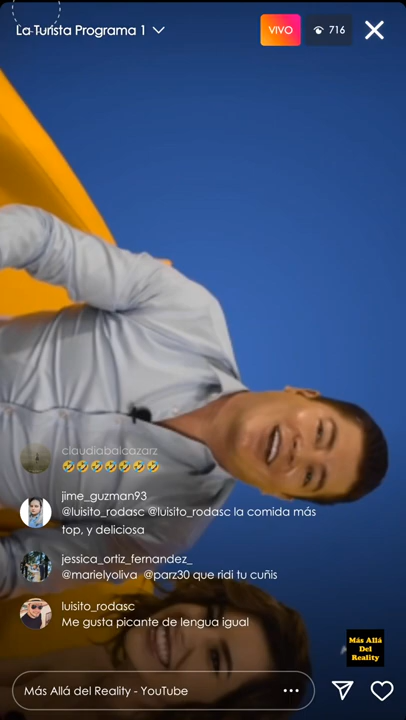 La Turista Programa 1
VIVO
716
claudiabalcazarz
🤣🤣🤣🤣🤣🤣🤣
jime_guzman93
@luisito_rodasc @luisito_rodasc la comida más
top, y deliciosa
jessica_ortiz_fernandez_
@marielyoliva @parz30 que ridi tu cuñis
luisito_rodasc
Me gusta picante de lengua igual
Más Allá
Del
Reality
Más Allá del Reality - YouTube